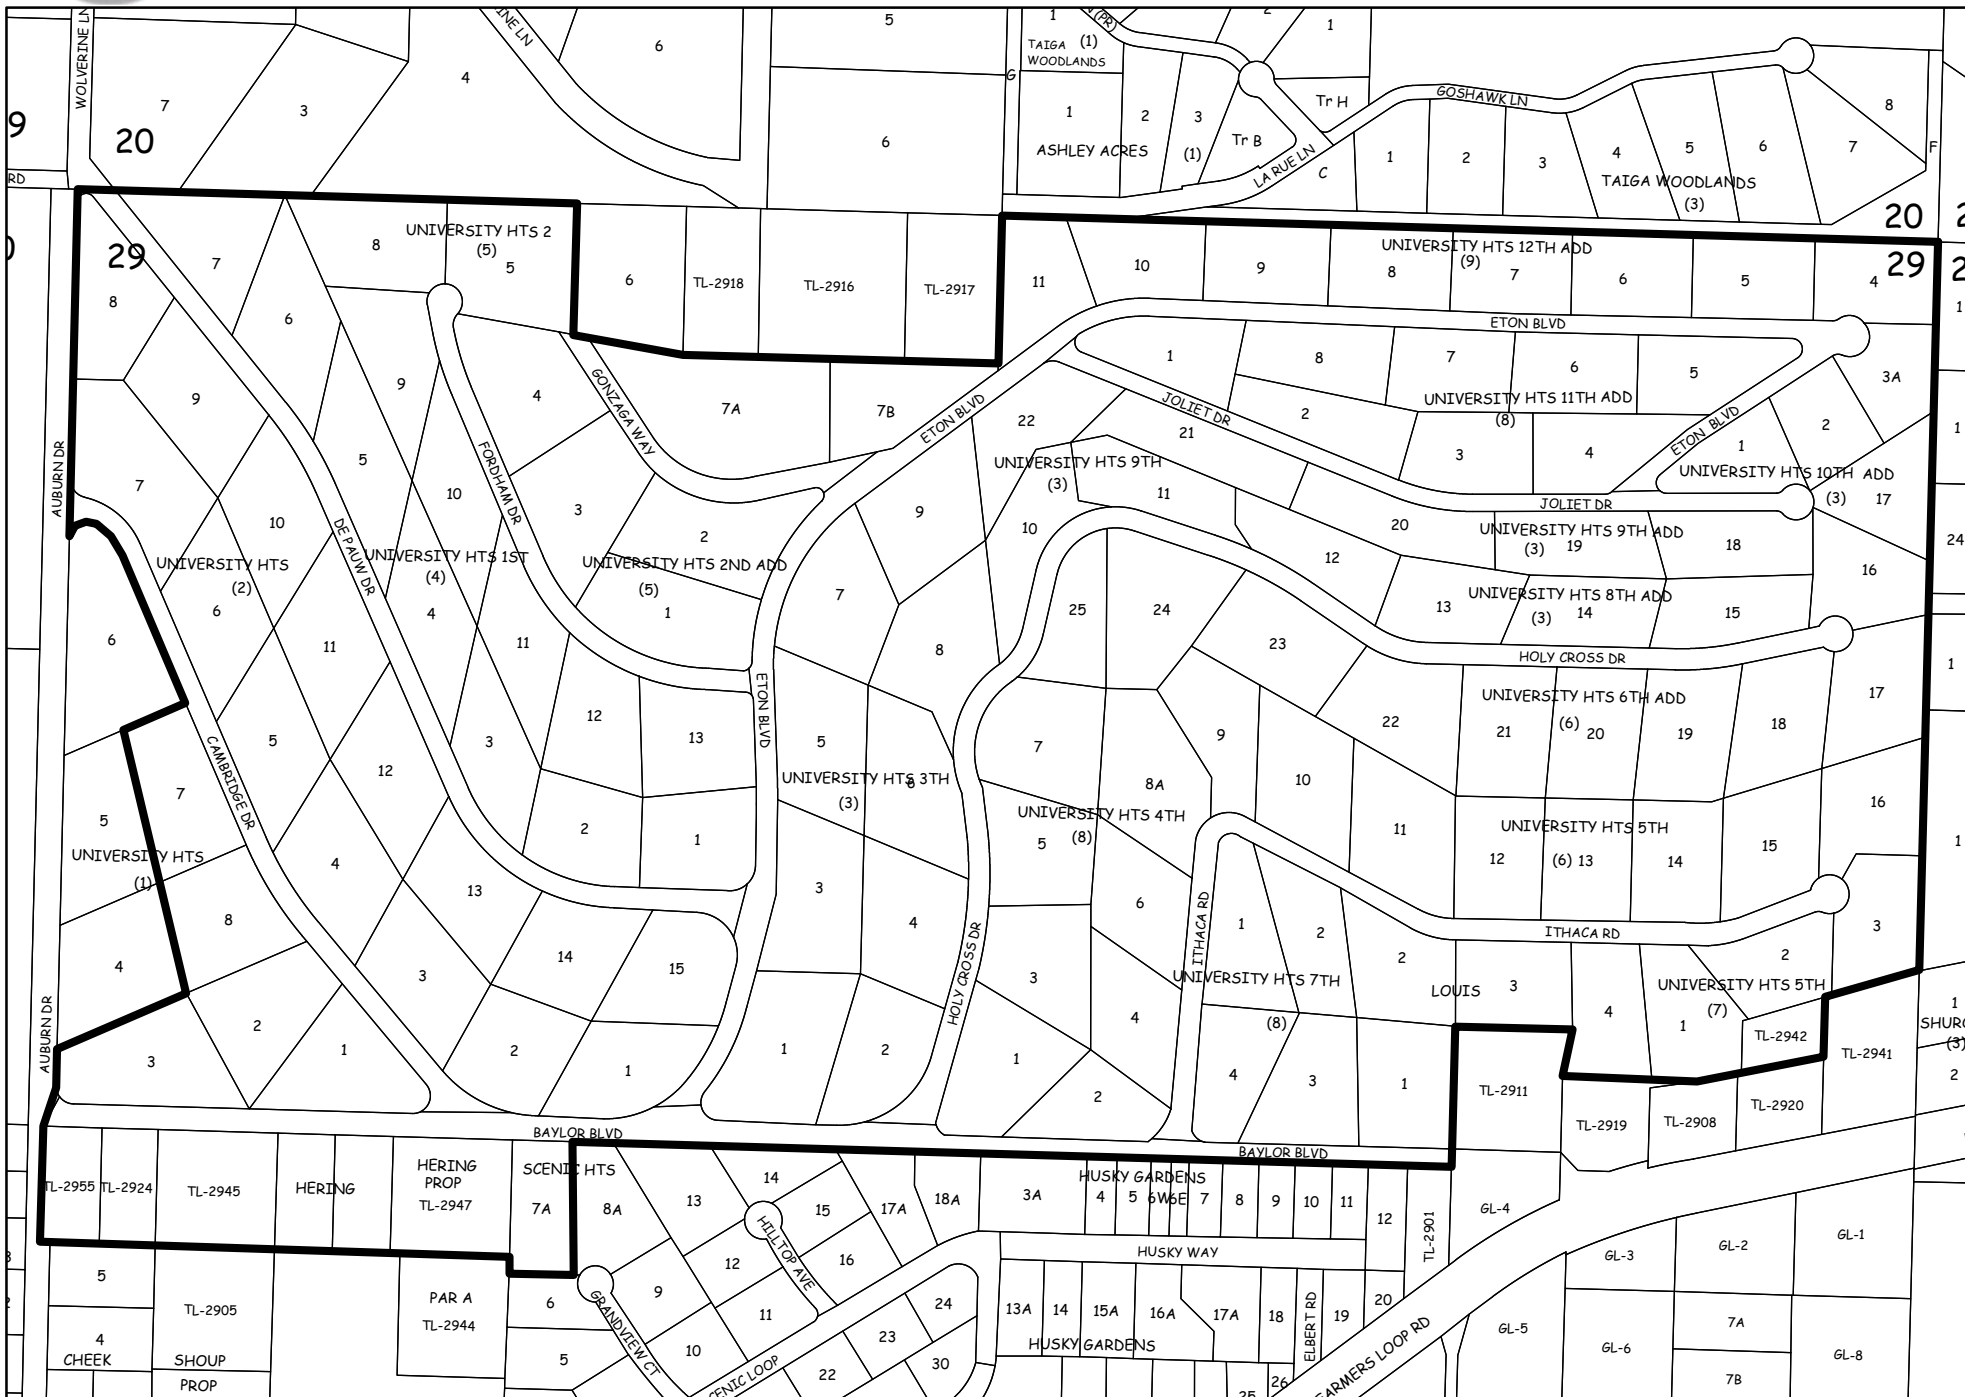 WOLVERINE LN
INE LN
5
6
7
3
4
9
20
RD
6
G
1
TAIGA (1)
WOODLANDS
(PR)
2
1
1
2
3
(1)
Tr B
Tr H
ASHLEY ACRES
LA RUE LN
C
GOSHAWK LN
1
2
3
4
5
6
7
8
F
TAIGA WOODLANDS
(3)
20
29
29
8
7
8
UNIVERSITY HTS 2
(5)
5
6
TL-2918
TL-2916
TL-2917
11
10
9
UNIVERSITY HTS 12TH ADD
(9)
8
7
6
5
4
1
ETON BLVD
6
9
9
4
GONZAGA WAY
7A
7B
ETON BLVD
22
1
8
7
6
5
3A
UNIVERSITY HTS 11TH ADD
(8)
JOLIET DR
2
3
4
ETON BLVD
1
2
1
21
AUBURN DR
7
5
10
FORDHAM DR
3
9
UNIVERSITY HTS 9TH
(3)
11
UNIVERSITY HTS 10TH ADD
(3)
17
JOLIET DR
10
DE PAUW DR
2
10
20
UNIVERSITY HTS 9TH ADD
(3)
19
18
24
UNIVERSITY HTS
(2)
UNIVERSITY HTS 1ST
(4)
UNIVERSITY HTS 2ND ADD
(5)
12
16
6
6
11
4
11
1
7
8
25
24
23
13
UNIVERSITY HTS 8TH ADD
(3)
14
15
HOLY CROSS DR
1
5
12
3
12
13
ETON BLVD
5
7
9
22
UNIVERSITY HTS 6TH ADD
(6)
21
20
19
18
17
CAMBRIDGE DR
7
5
UNIVERSITY HTS 3TH
(3)
6
8A
10
16
UNIVERSITY HTS 4TH
(8)
5
11
UNIVERSITY HTS 5TH
(6)
12
13
14
15
1
UNIVERSITY HTS
(1)
4
2
1
3
8
13
4
6
ITHACA RD
1
2
2
ITHACA RD
3
4
14
15
HOLY CROSS DR
3
UNIVERSITY HTS 7TH
(8)
LOUIS
3
2
UNIVERSITY HTS 5TH
(7)
3
4
1
TL-2942
TL-2941
1
SHUR
(3)
2
AUBURN DR
3
2
1
2
1
1
2
1
4
2
4
3
1
TL-2911
TL-2919
TL-2908
TL-2920
BAYLOR BLVD
BAYLOR BLVD
TL-2955
TL-2924
TL-2945
HERING
HERING
PROP
TL-2947
SCENIC HTS
7A
8A
13
14
15
17A
18A
HUSKY GARDENS
3A
4
5
6W
6E
7
8
9
10
11
12
TL-2901
GL-4
HILLTOP AVE
12
16
HUSKY WAY
GL-3
GL-2
GL-1
5
TL-2905
PAR A
TL-2944
6
GRANDVIEW CT
9
11
24
13A
14
15A
16A
17A
18
ELBERT RD
19
20
GL-5
7A
4
CHEEK
SHOUP
PROP
5
10
23
HUSKY GARDENS
GL-6
GL-8
22
30
25
26
7B
CENIC LOOP
FARMERS LOOP RD